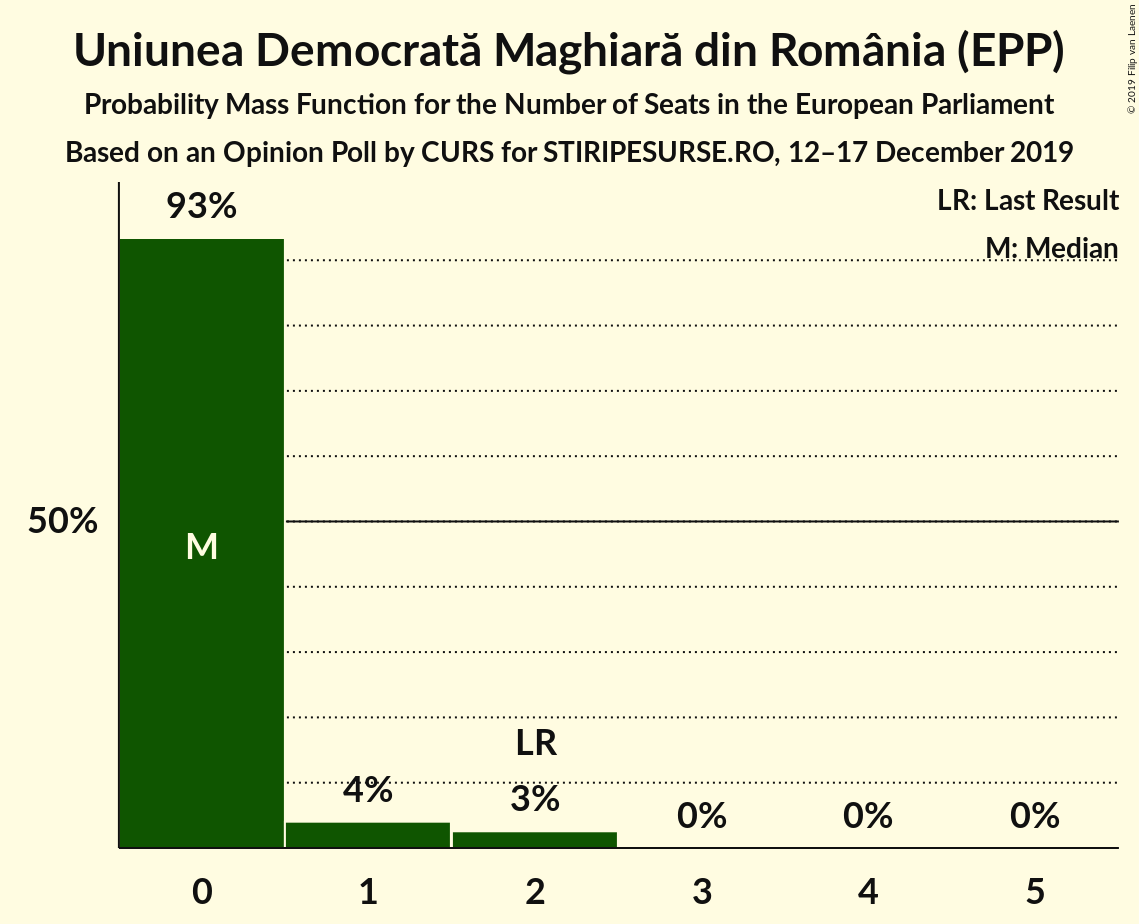 Uniunea Democrată Maghiară din România (EPP)
Probability Mass Function for the Number of Seats in the European Parliament
Based on an Opinion Poll by CURS for STIRIPESURSE.RO, 12–17 December 2019
© 2019 Filip van Laenen
LR: Last Result
M: Median
93%
50%
M
LR
4%
3%
0%
0%
0%
0
1
2
3
4
5